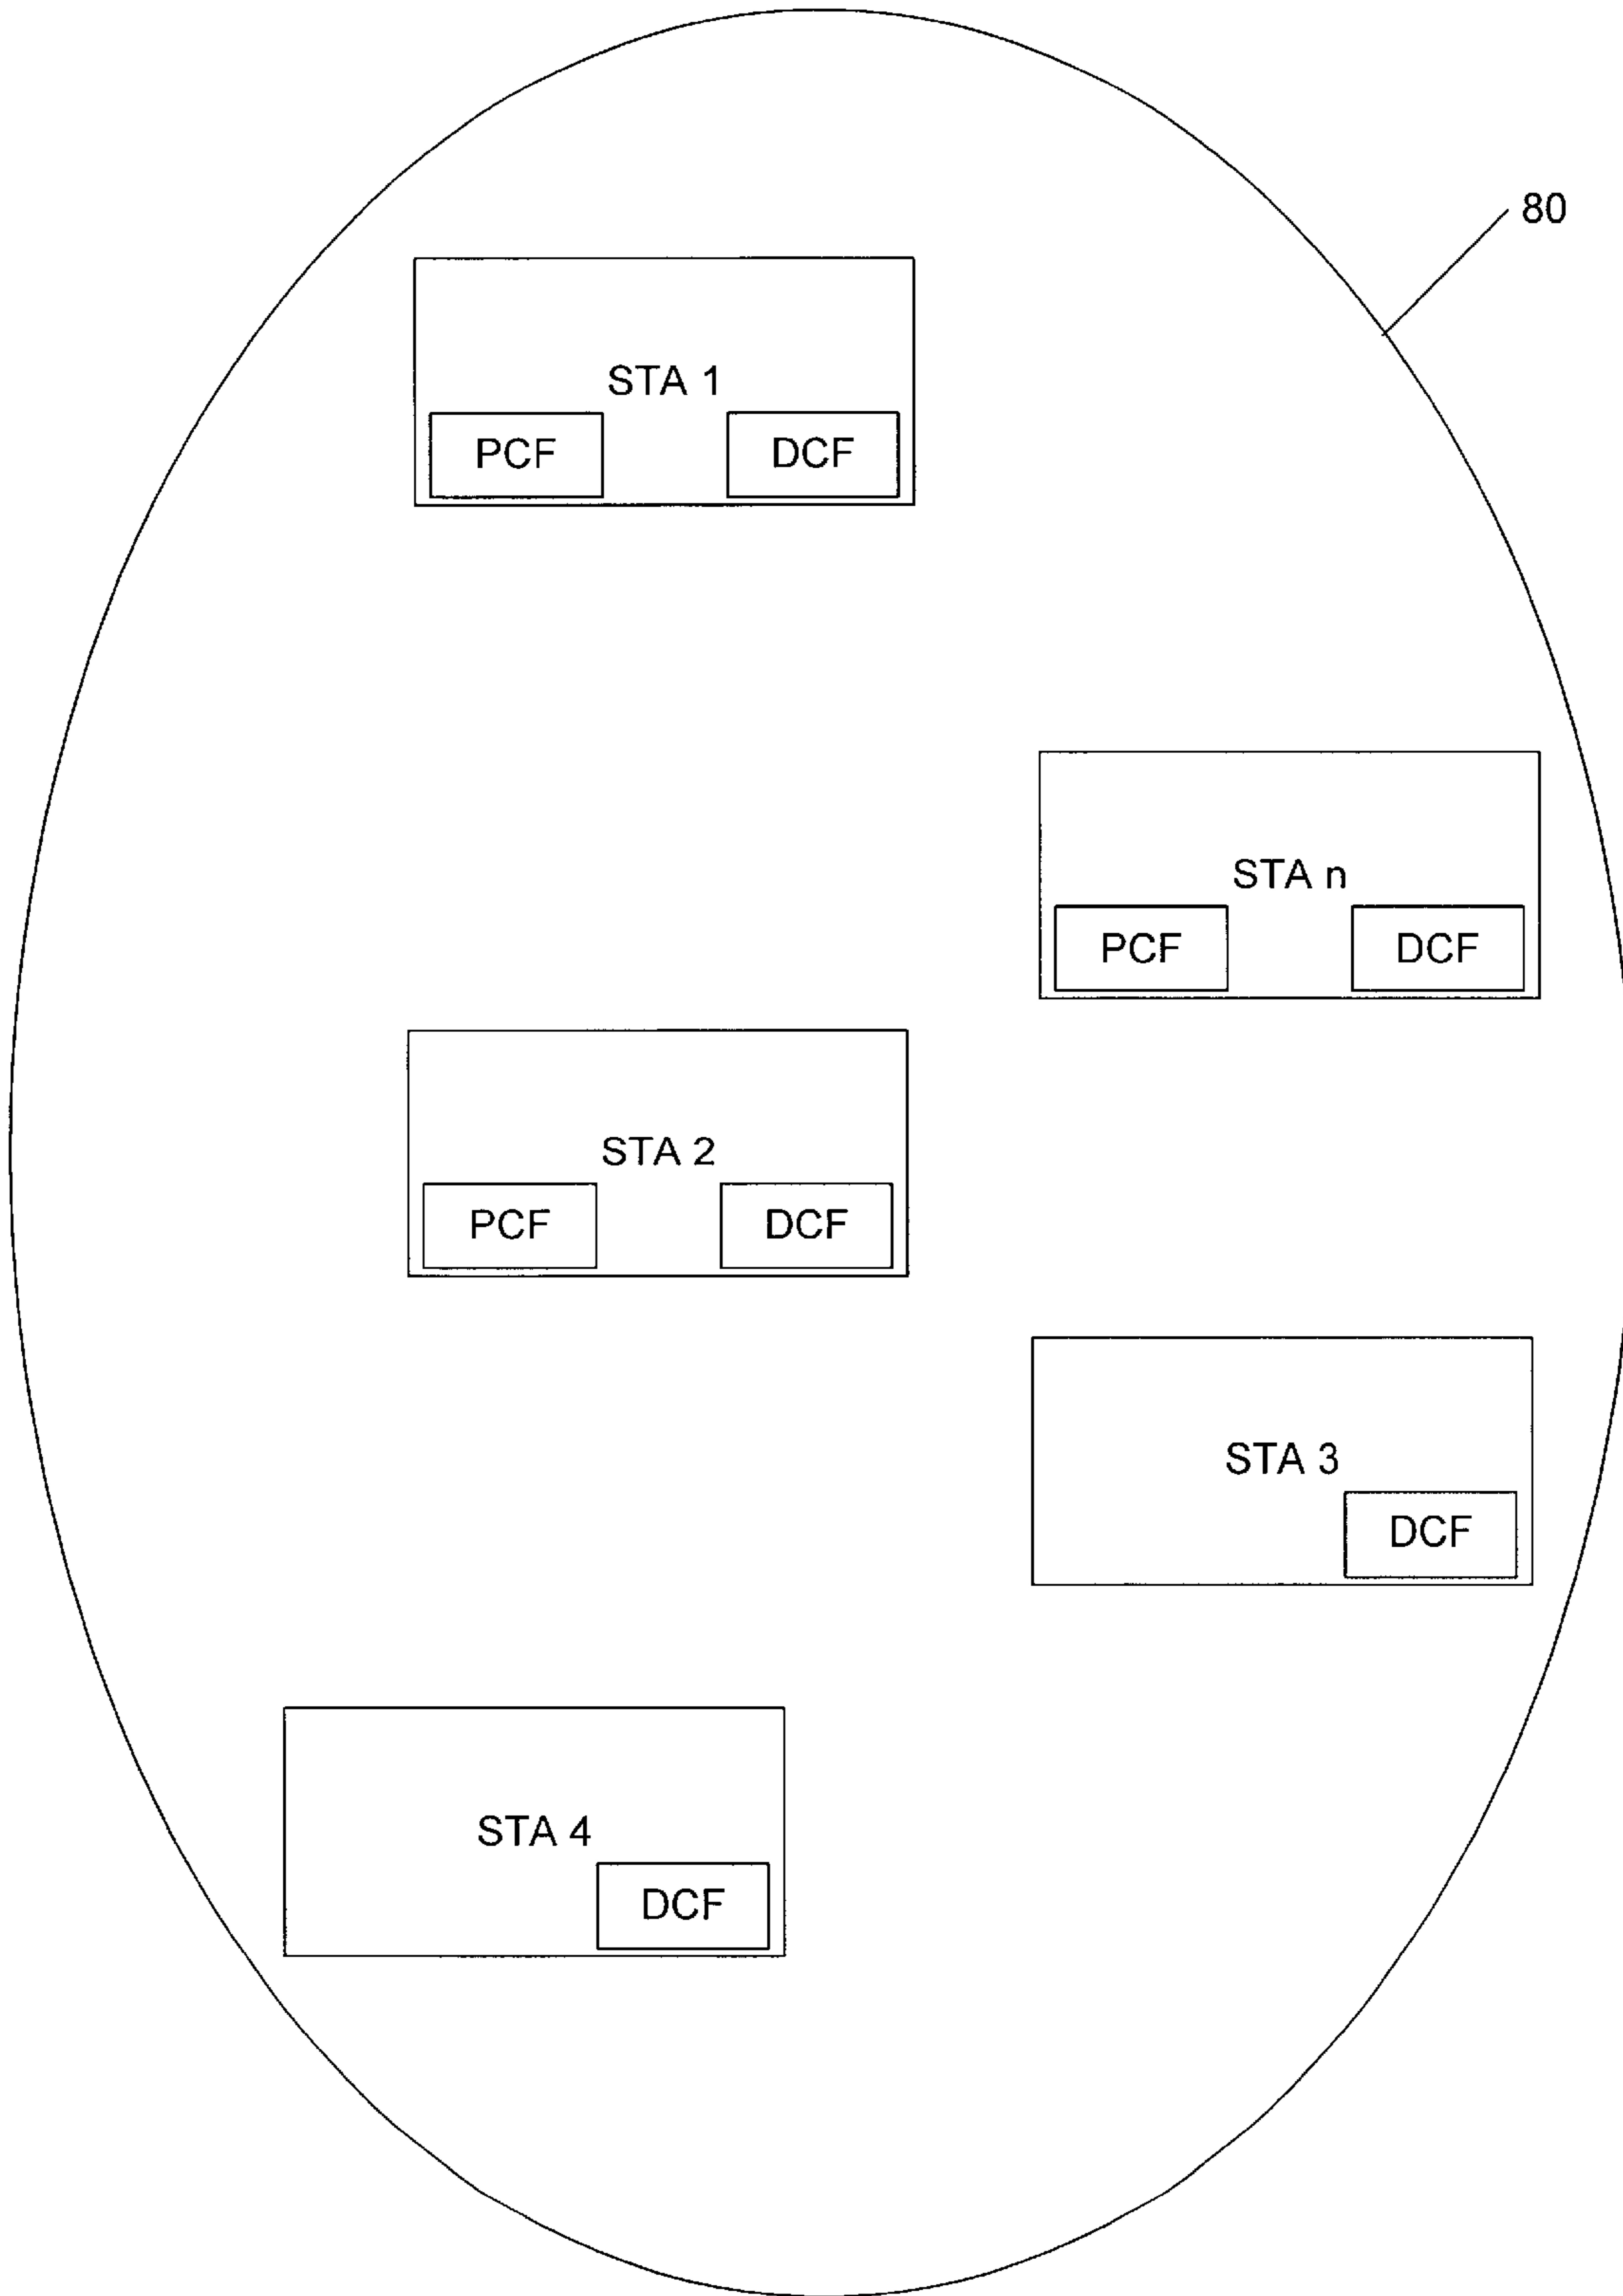 80
STA 1
PCF
DCF
STA n
PCF
DCF
STA 2
PCF
DCF
STA 3
DCF
STA 4
DCF